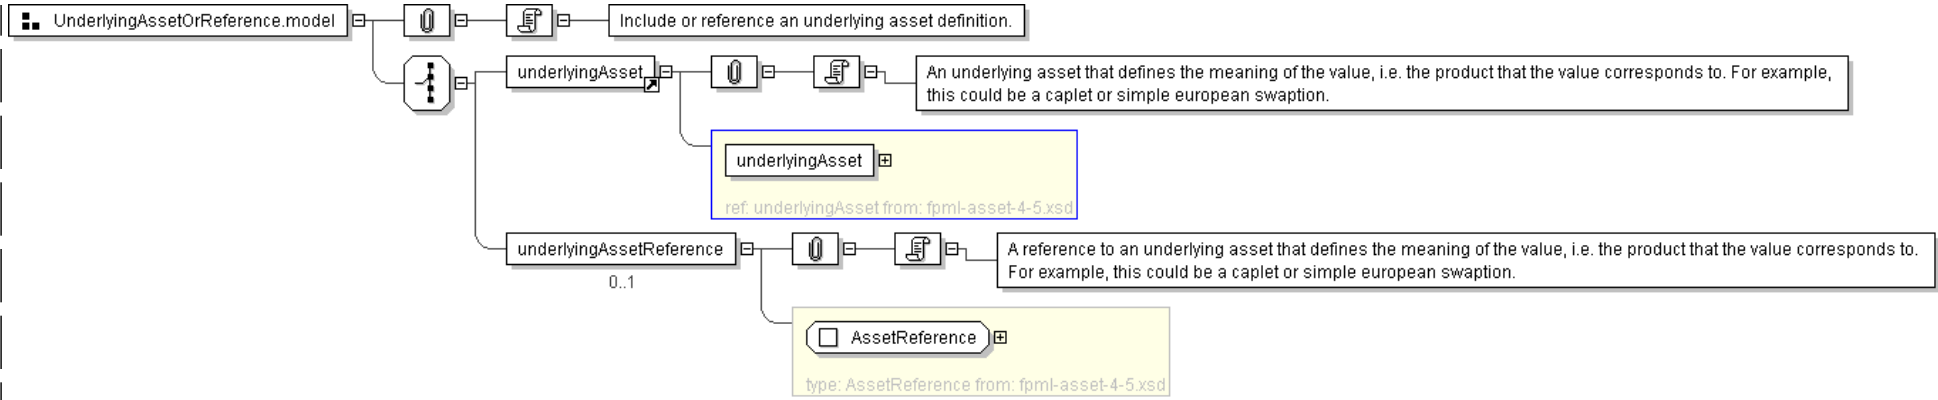 UnderlyingAssetOrReference.model
Include or reference an underlying asset definition.
underlyingAsset
An underlying asset that defines the meaning of the value, i.e. the product that the value corresponds to. For example,
this could be a caplet or simple european swaption.
underlyingAsset
ref: underlyingAsset from: fpml-asset-4-5.xsd
underlyingAssetReference
0..1
A reference to an underlying asset that defines the meaning of the value, i.e. the product that the value corresponds to.
For example, this could be a caplet or simple european swaption.
AssetReference
type: AssetReference from: fpml-asset-4-5.xsd